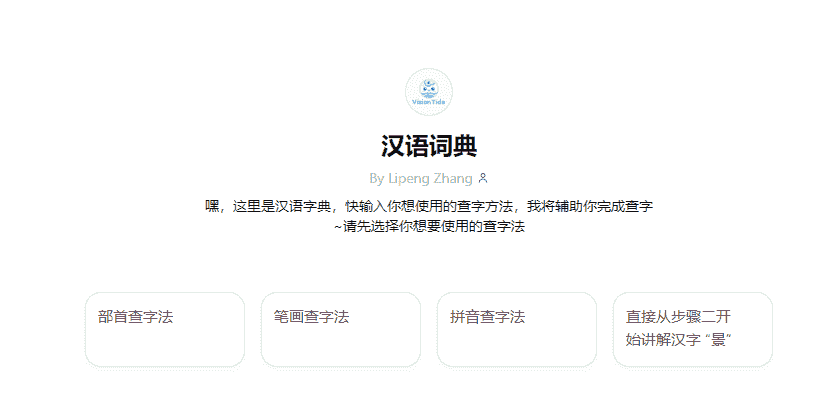 Vision Tide
汉语词典
By Lipeng Zhang
嘿，这里是汉语字典，快输入你想使用的查字方法，我将辅助你完成查字
~请先选择你想要使用的查字法
部首查字法
笔画查字法
拼音查字法
直接从步骤二开
始讲解汉字“景”